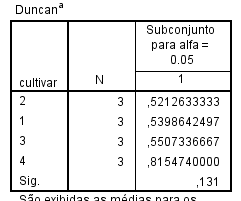 Duncanª
Subconjunto
para alfa =
0.05
cultivar N 1
2 3 ,5212633333
1 3 ,5398642497
3 3 ,5507336667
4 3 ,8154740000
Sig. ,131
São exibidas as médias para os